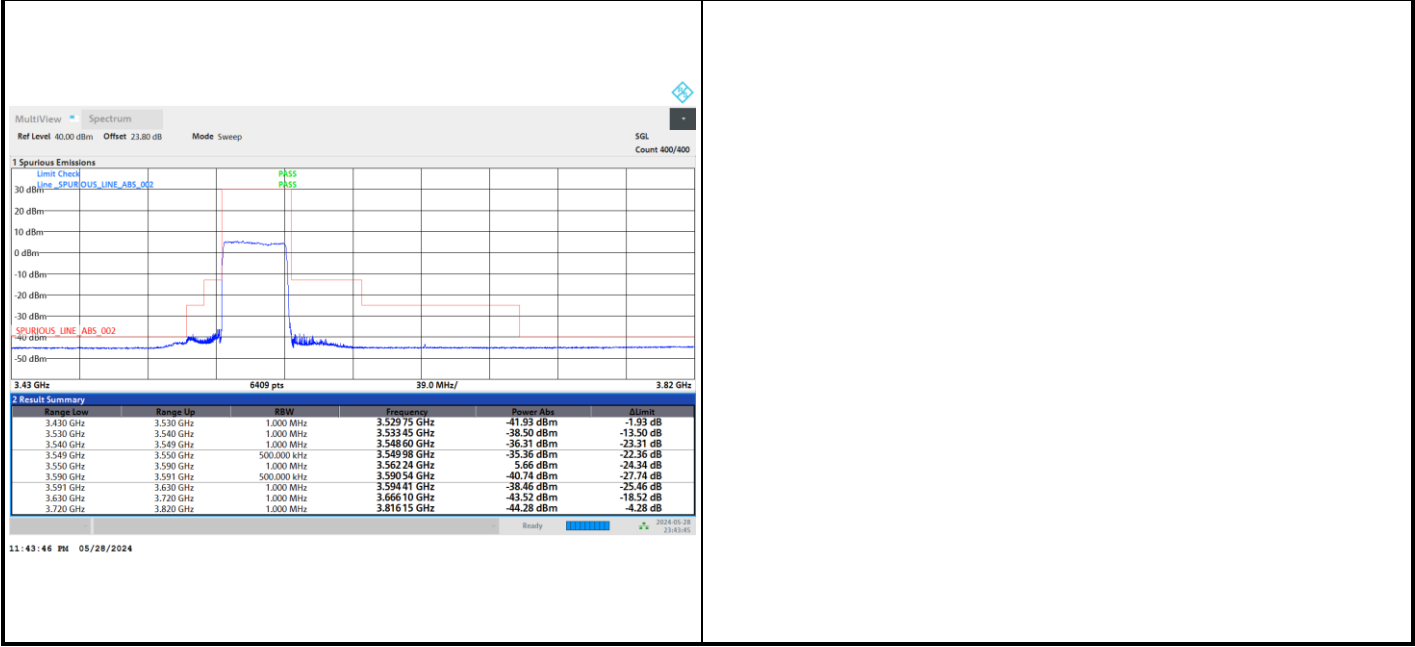 MultiView Spectrum
Ref Level 40.00 dBm Offset 23.80 dB Mode Sweep SGL
Count 400/400
1 Spurious Emissions
Limit Check PASS
Line _SPURIOUS_LINE_ABS_002 PASS
30 dBm
20 dBm
10 dBm
0 dBm
-10 dBm
-20 dBm
-30 dBm
SPURIOUS_LINE_ABS_002
-40 dBm
-50 dBm
3.43 GHz 6409 pts 39.0 MHz/ 3.82 GHz
2 Result Summary
Range Low Range Up RBW Frequency Power Abs ΔLimit
3.430 GHz 3.530 GHz 1.000 MHz 3.529 75 GHz -41.93 dBm -1.93 dB
3.530 GHz 3.540 GHz 1.000 MHz 3.533 45 GHz -38.50 dBm -13.50 dB
3.540 GHz 3.549 GHz 1.000 MHz 3.548 60 GHz -36.31 dBm -23.31 dB
3.549 GHz 3.550 GHz 500.000 kHz 3.549 98 GHz -35.36 dBm -22.36 dB
3.550 GHz 3.590 GHz 1.000 MHz 3.562 24 GHz 5.66 dBm -24.34 dB
3.590 GHz 3.591 GHz 500.000 kHz 3.590 54 GHz -40.74 dBm -27.74 dB
3.591 GHz 3.630 GHz 1.000 MHz 3.594 41 GHz -38.46 dBm -25.46 dB
3.630 GHz 3.720 GHz 1.000 MHz 3.666 10 GHz -43.52 dBm -18.52 dB
3.720 GHz 3.820 GHz 1.000 MHz 3.816 15 GHz -44.28 dBm -4.28 dB
Ready 2024-05-28
23:43:45
11:43:46 PM 05/28/2024